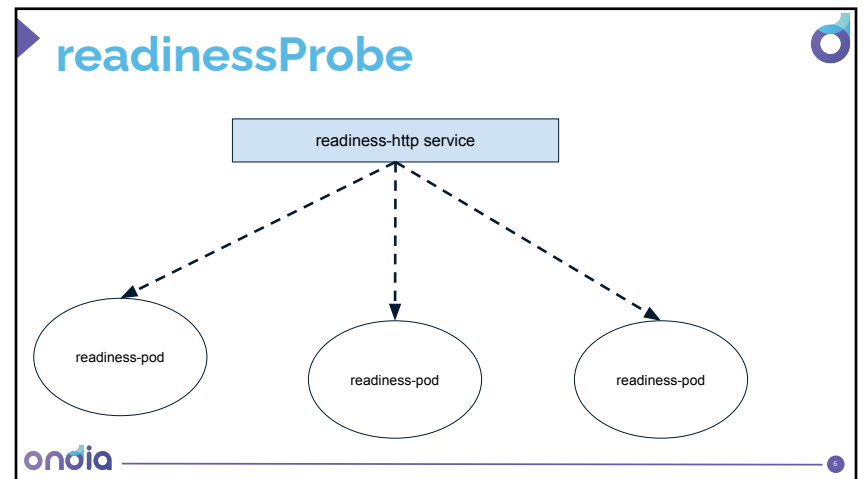 readinessProbe
readiness-http service
readiness-pod
readiness-pod
readiness-pod
ondia
6